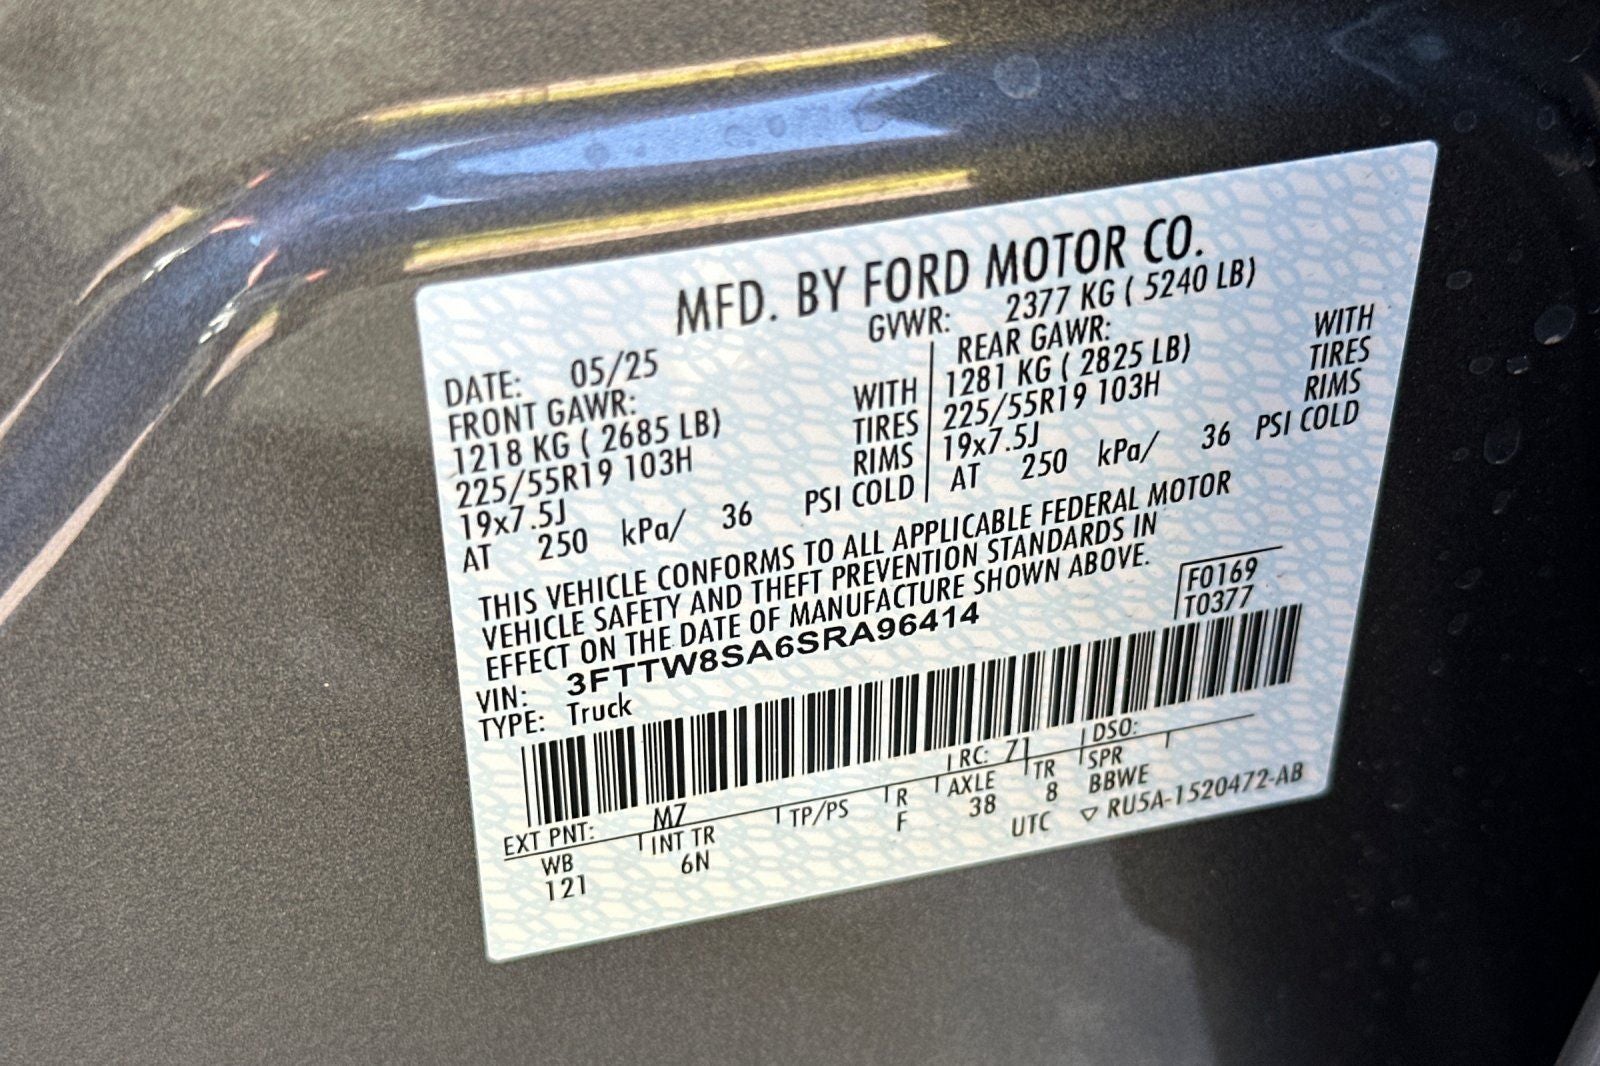 MFD. BY FORD MOTOR CO.
DATE: 05/25 GVWR: 2377 KG ( 5240 LB)
FRONT GAWR: REAR GAWR:
1218 KG ( 2685 LB) WITH 1281 KG ( 2825 LB) WITH
225/55R19 103H TIRES 225/55R19 103H TIRES
19x7.5J RIMS 19x7.5J RIMS
AT 250 kPa/ 36 PSI COLD AT 250 kPa/ 36 PSI COLD
THIS VEHICLE CONFORMS TO ALL APPLICABLE FEDERAL MOTOR
VEHICLE SAFETY AND THEFT PREVENTION STANDARDS IN
EFFECT ON THE DATE OF MANUFACTURE SHOWN ABOVE.
F0169
VIN: 3FTTW8SA6SRA96414 T0377
TYPE: Truck
EXT PNT: M7 RC: 71 DSO:
WB INT TR TP/PS R AXLE TR SPR
121 6N F 38 8 BBWE
UTC ▽ RU5A-1520472-AB